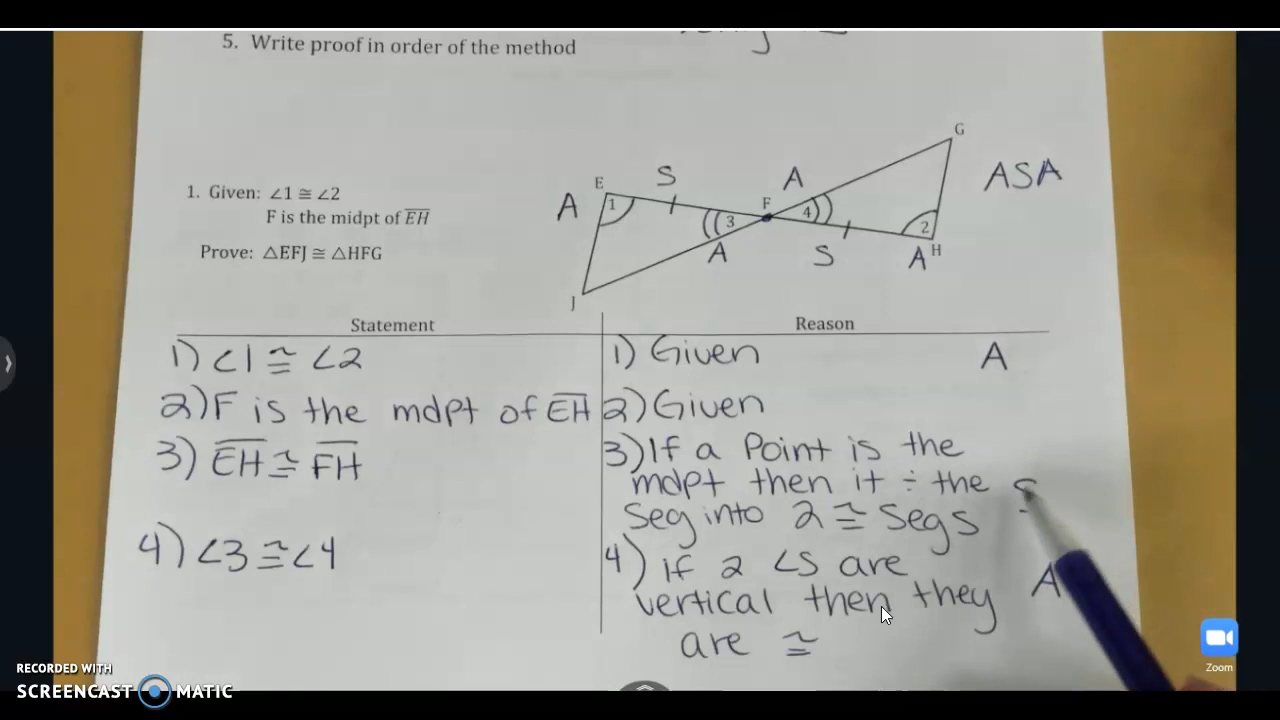 5. Write proof in order of the method
1. Given: ∠1 ≅ ∠2
F is the midpt of EH
Prove: △EFJ ≅ △HFG
G
E S A ASA
A 1 F
3 4 2
A S A H
J
Statement Reason
1) ∠1 ≅ ∠2 1) Given A
2) F is the mdpt of EH 2) Given
3) EH ≅ FH 3) If a Point is the
mdpt then it ÷ the S
seg into 2 ≅ segs
4) ∠3 ≅ ∠4 4) if 2 ∠s are
vertical then they A
are ≅
RECORDED WITH
SCREENCAST MATIC
Zoom